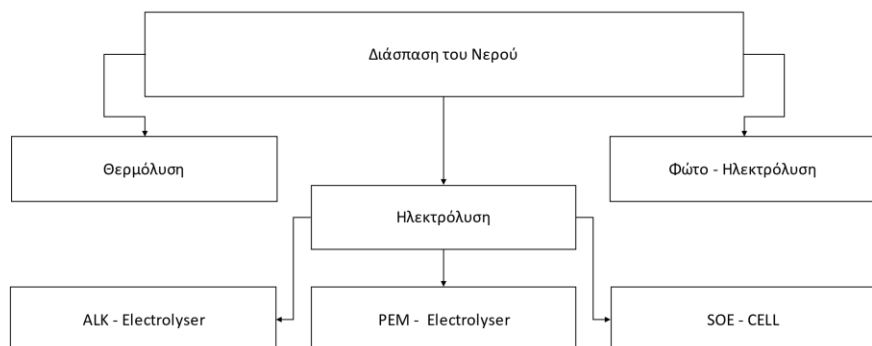 Διάσπαση του Νερού
Θερμόλυση
Φώτο - Ηλεκτρόλυση
Ηλεκτρόλυση
ALK - Electrolyser
PEM - Electrolyser
SOE - CELL